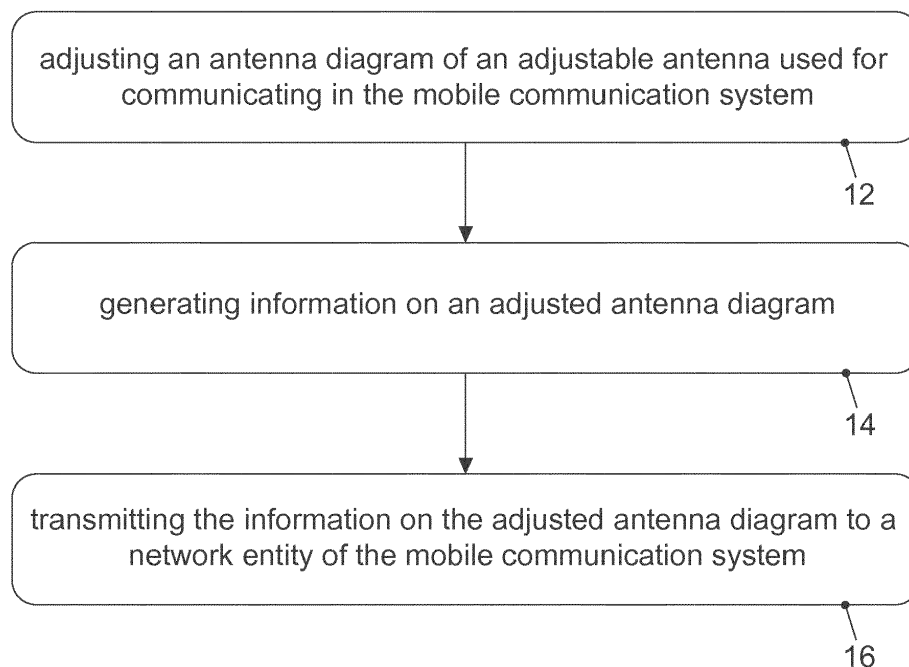 adjusting an antenna diagram of an adjustable antenna used for
communicating in the mobile communication system
12
generating information on an adjusted antenna diagram
14
transmitting the information on the adjusted antenna diagram to a
network entity of the mobile communication system
16